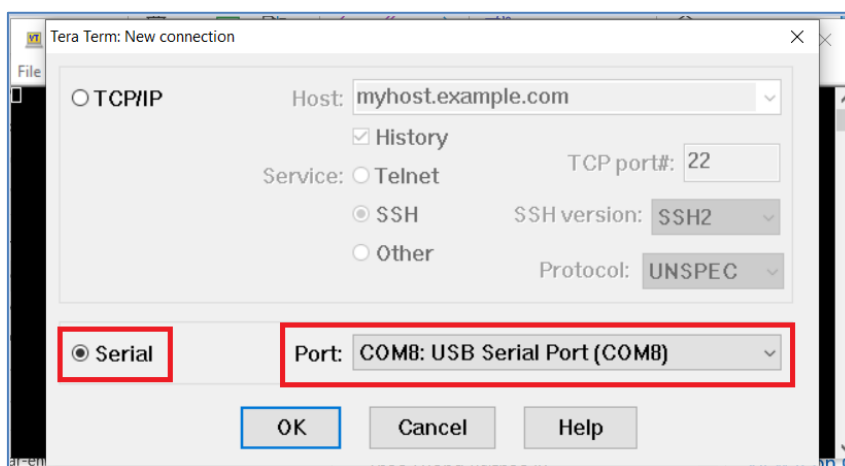 Tera Term: New connection
VT
File
TCP/IP Host: myhost.example.com
History
Service: Telnet TCP port#: 22
SSH SSH version: SSH2
Other
Protocol: UNSPEC
Serial Port: COM8: USB Serial Port (COM8)
OK Cancel Help